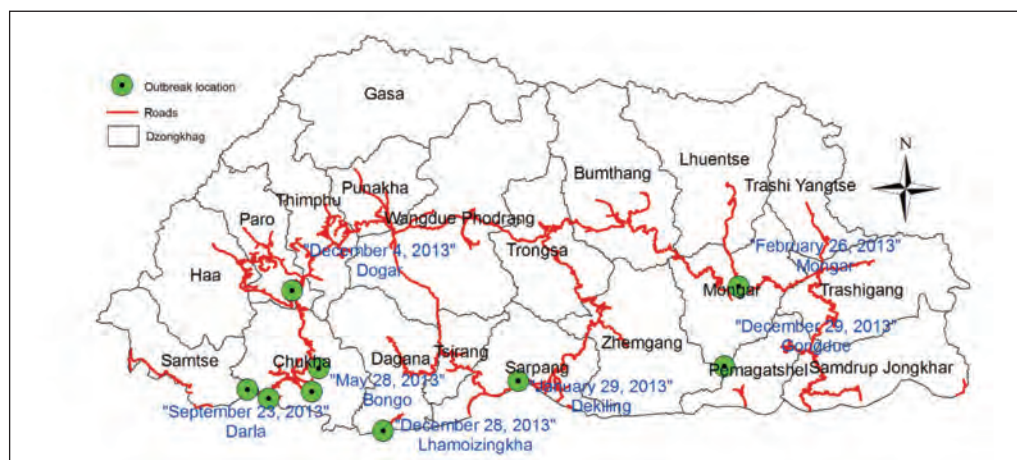 Outbreak location
Roads
Dzongkhag
N
Gasa
Lhuentse
Bumthang
Trashi Yangtse
Punakha
Thimphu
Paro
Wangdue Phodrang
Trongsa
"December 4, 2013"
Dogar
"February 26, 2013"
Mongar
Haa
Mongar
Trashigang
"December 29, 2013"
Gongdue
Zhemgang
Samtse
Chukha
Dagana
Tsirang
Sarpang
Pemagatshel
Samdrup Jongkhar
"May 28, 2013"
Bongo
"January 29, 2013"
Dekiling
"September 23, 2013"
Darla
"December 28, 2013"
Lhamoizingkha